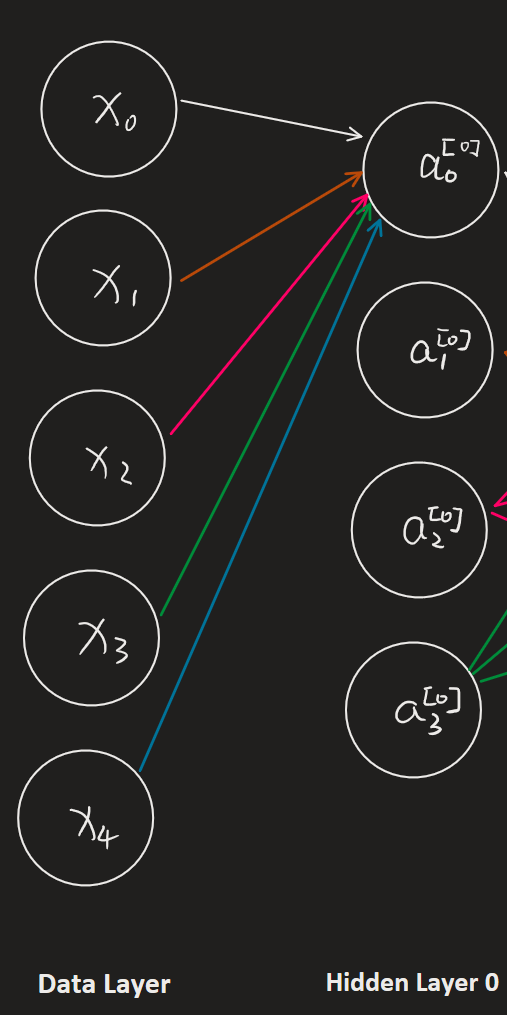 x₀
a₀^[0]
x₁
a₁^[0]
x₂
a₂^[0]
x₃
a₃^[0]
x₄
Data Layer
Hidden Layer 0